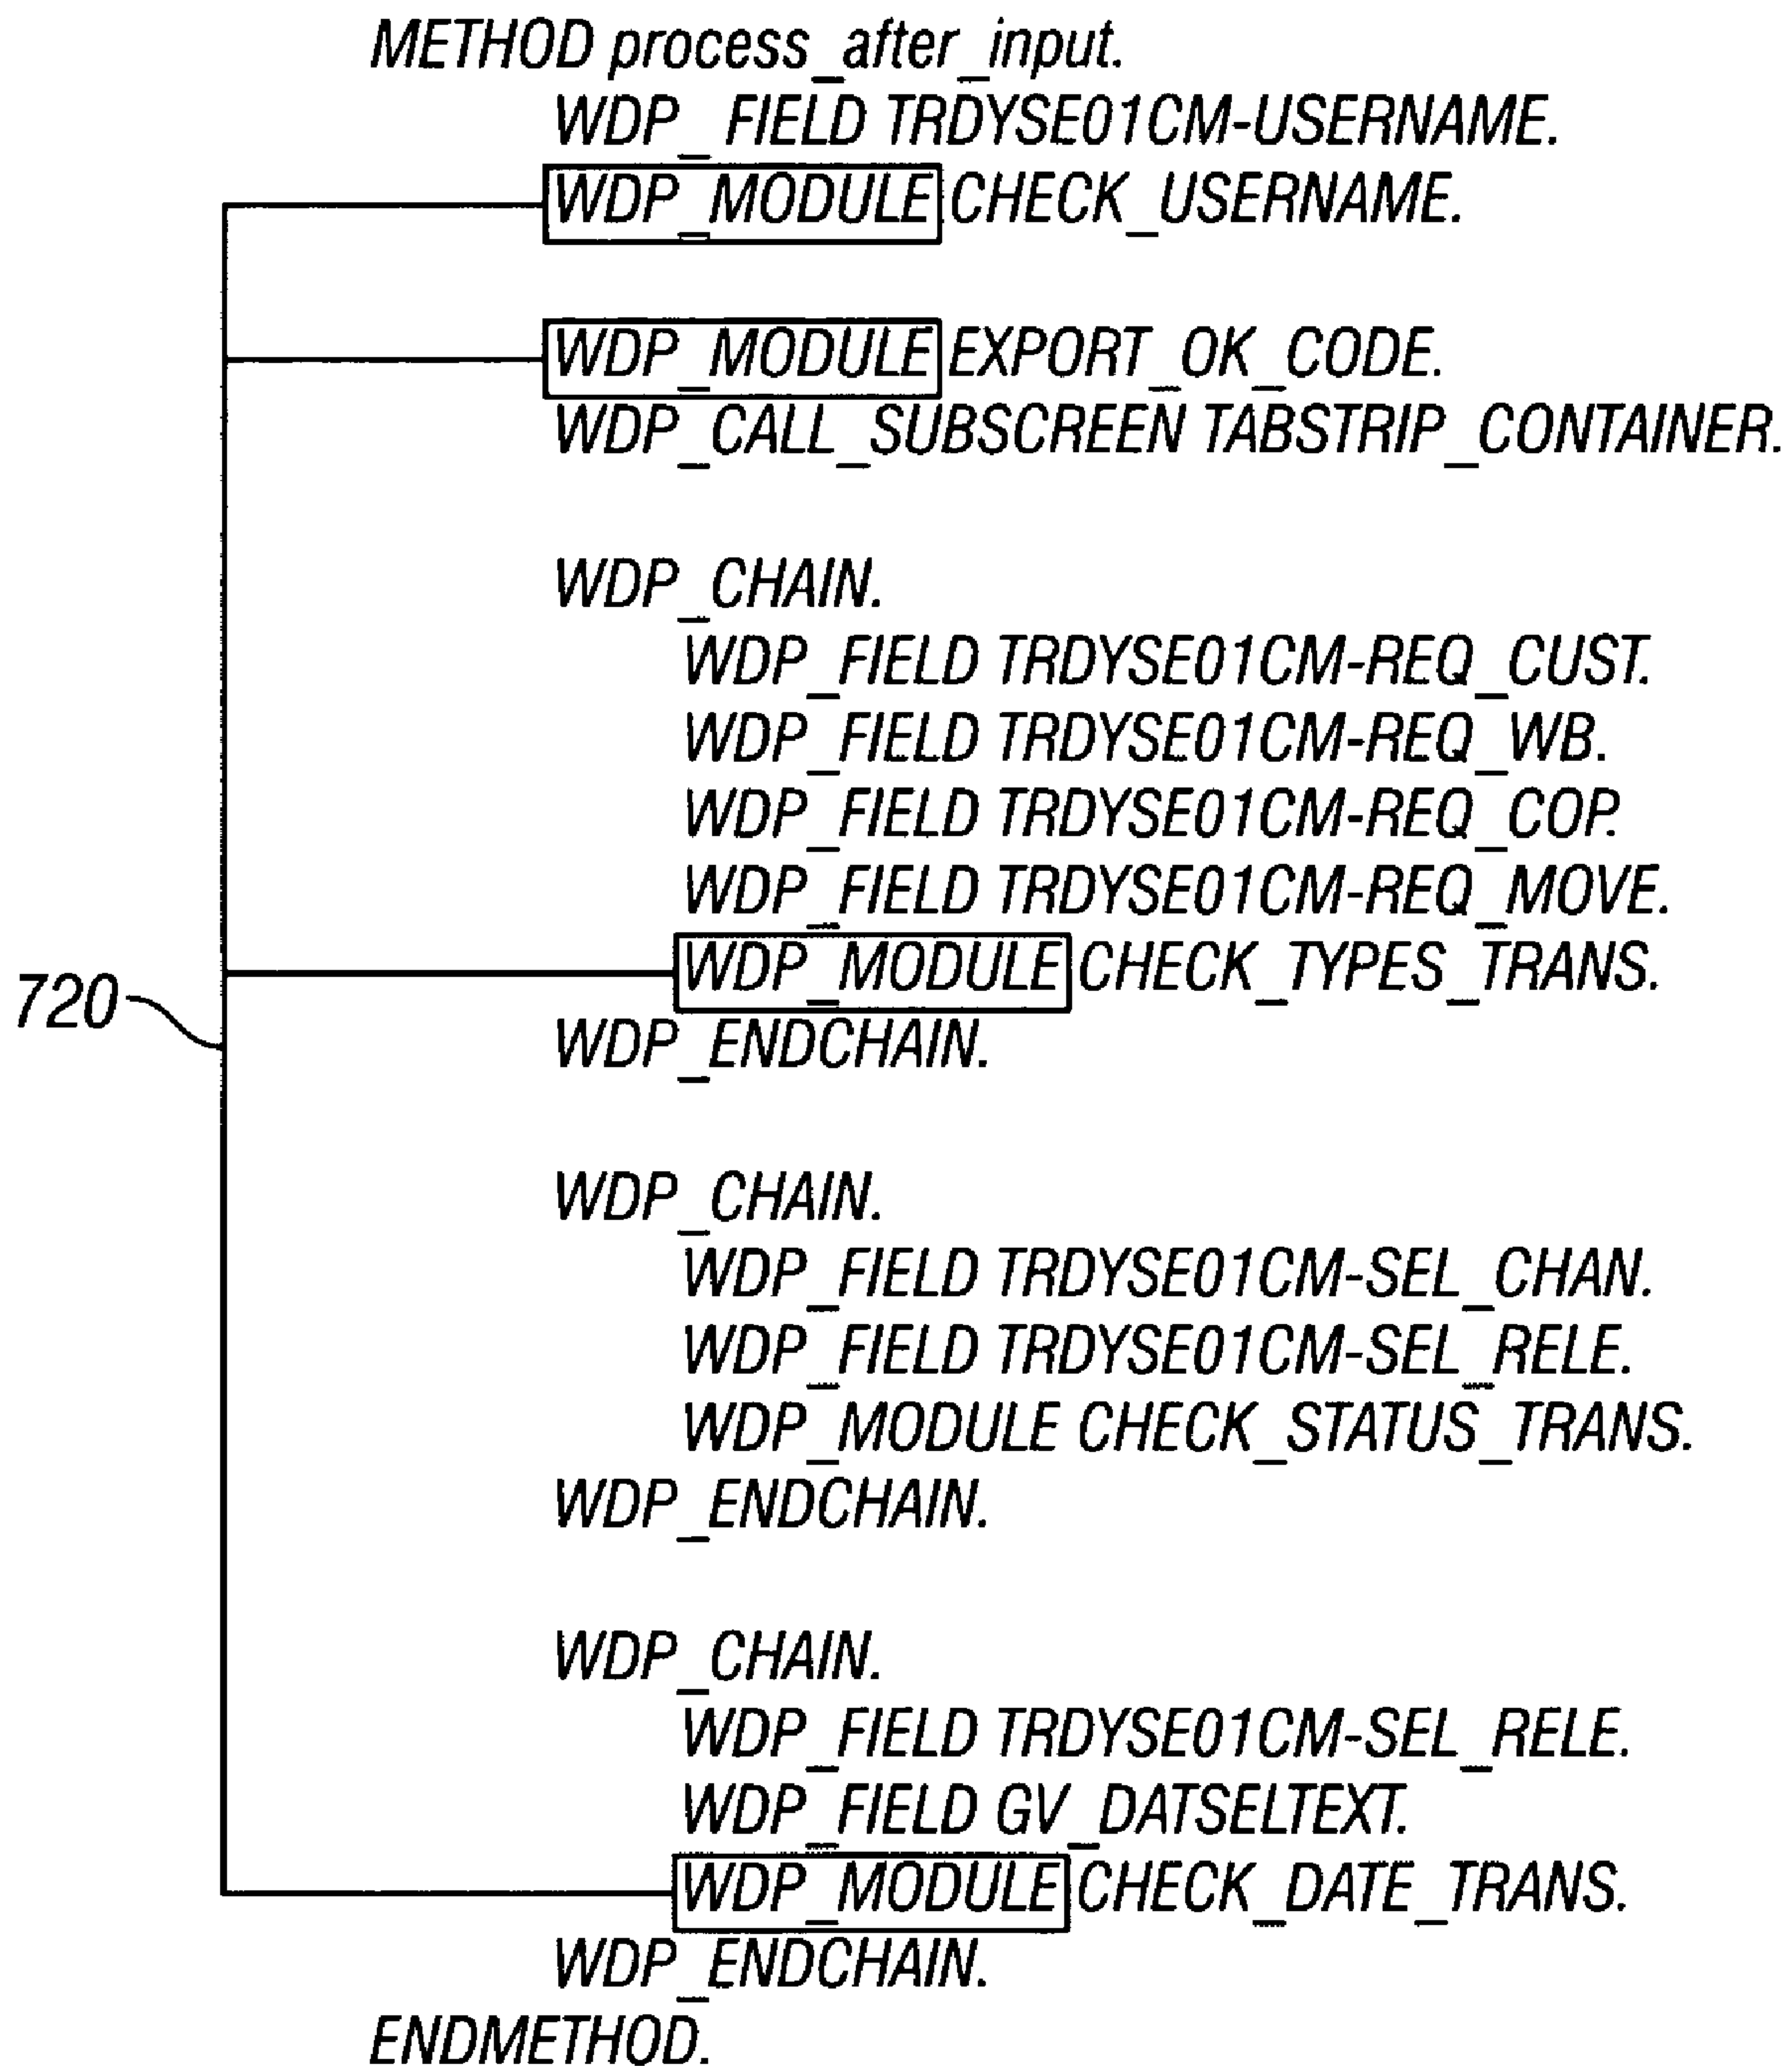 METHOD process_after_input.
WDP_ FIELD TRDYSE01CM-USERNAME.
WDP_MODULE CHECK_USERNAME.
WDP_MODULE EXPORT_OK_CODE.
WDP_CALL_SUBSCREEN TABSTRIP_CONTAINER.
WDP_CHAIN.
WDP_FIELD TRDYSE01CM-REQ_CUST.
WDP_FIELD TRDYSE01CM-REQ_WB.
WDP_FIELD TRDYSE01CM-REQ_COP.
WDP_FIELD TRDYSE01CM-REQ_MOVE.
WDP_MODULE CHECK_TYPES_TRANS.
720
WDP_ENDCHAIN.
WDP_CHAIN.
WDP_FIELD TRDYSE01CM-SEL_CHAN.
WDP_FIELD TRDYSE01CM-SEL_RELE.
WDP_MODULE CHECK_STATUS_TRANS.
WDP_ENDCHAIN.
WDP_CHAIN.
WDP_FIELD TRDYSE01CM-SEL_RELE.
WDP_FIELD GV_DATSELTEXT.
WDP_MODULE CHECK_DATE_TRANS.
WDP_ENDCHAIN.
ENDMETHOD.